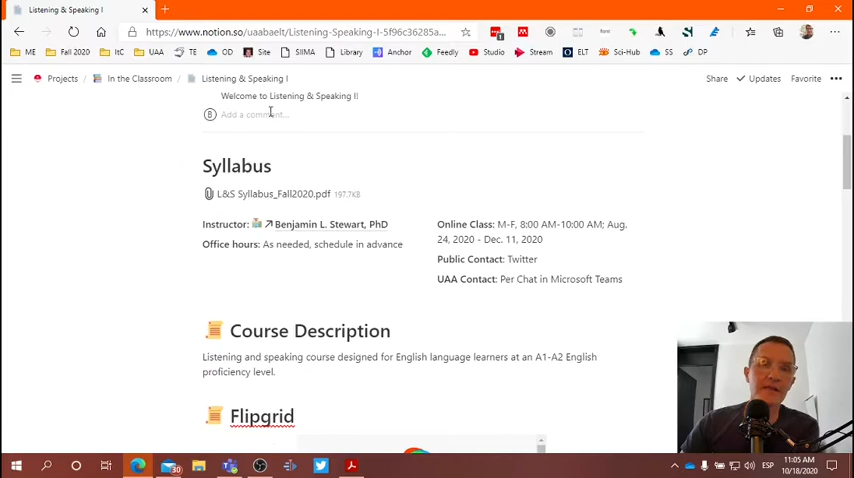 Listening & Speaking I
https://www.notion.so/uaabaelt/Listening-Speaking-I-5f96c36285a...
ME Fall 2020 ItC UAA TE OD Site SIIMA Library Anchor Feedly Studio Stream ELT Sci-Hub SS DP
Projects / In the Classroom / Listening & Speaking I Share Updates Favorite
Welcome to Listening & Speaking I!
B Add a comment...
Syllabus
L&S Syllabus_Fall2020.pdf 197.7KB
Instructor: Benjamin L. Stewart, PhD
Office hours: As needed, schedule in advance
Online Class: M-F, 8:00 AM-10:00 AM; Aug.
24, 2020 - Dec. 11, 2020
Public Contact: Twitter
UAA Contact: Per Chat in Microsoft Teams
Course Description
Listening and speaking course designed for English language learners at an A1-A2 English
proficiency level.
Flipgrid
30
ESP
11:05 AM
10/18/2020